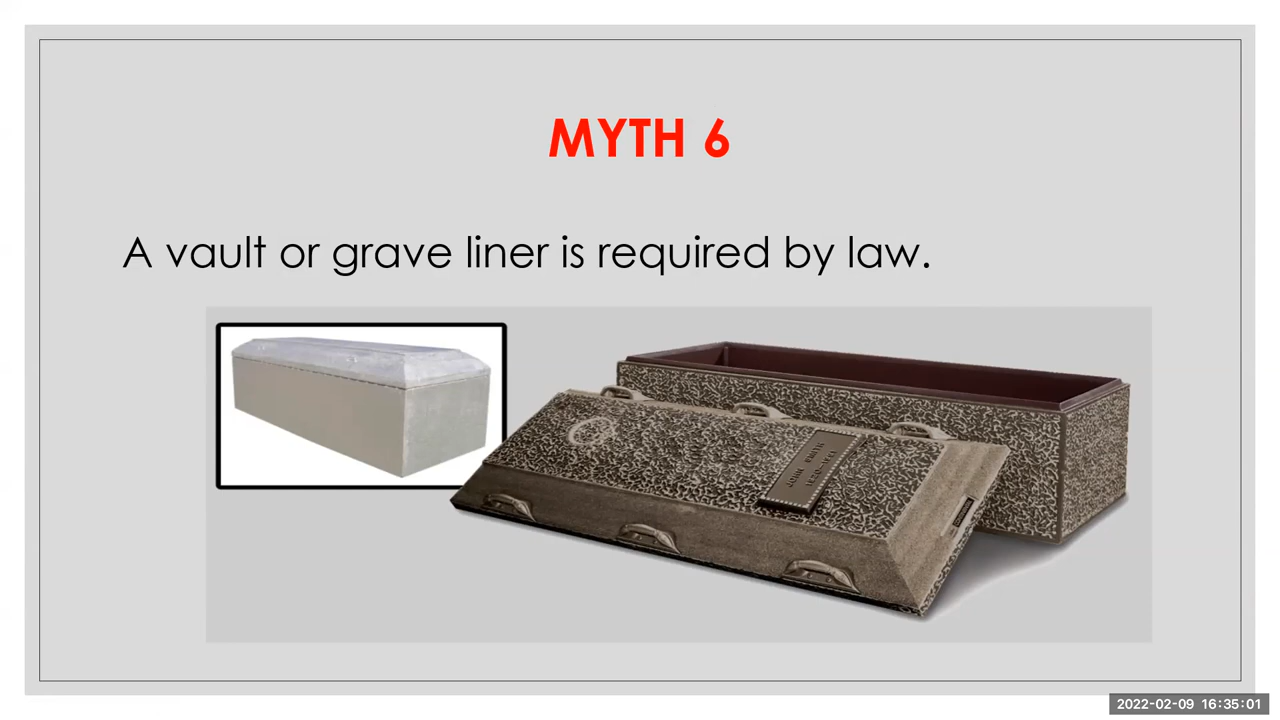 MYTH 6
A vault or grave liner is required by law.
2022-02-09 16:35:01